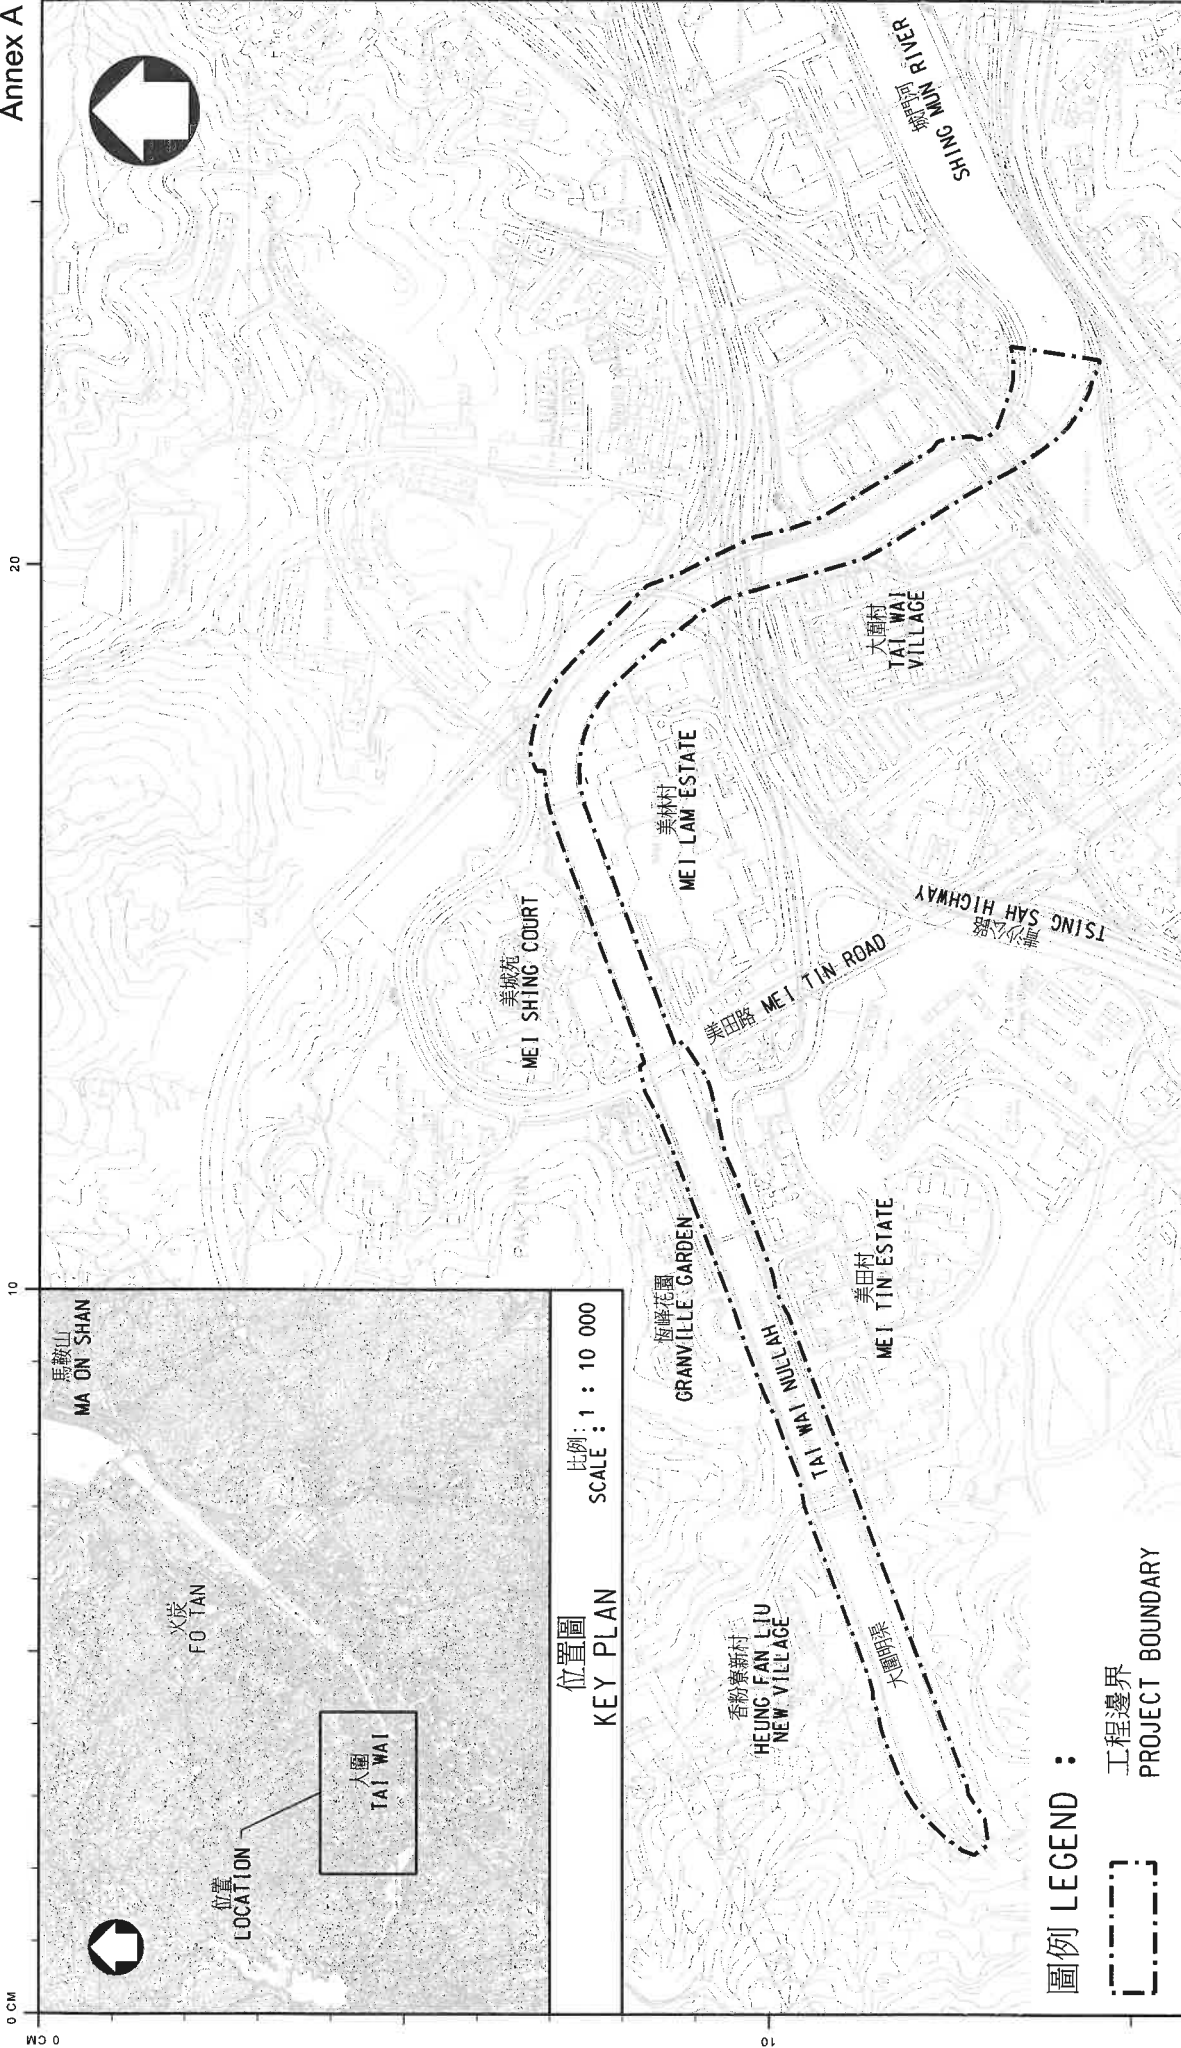 Annex A
0 CM
10
20
0 CM
10
馬鞍山
MA ON SHAN
火炭
FO TAN
大圍
TAI WAI
位置
LOCATION
位置圖
KEY PLAN
比例 :
SCALE : 1 : 10 000
城門河
SHING MUN RIVER
大圍村
TAI WAI
VILLAGE
美林村
MEI LAM ESTATE
美城苑
MEI SHING COURT
青沙公路
TSING SAH HIGHWAY
美田路 MEI TIN ROAD
恆峰花園
GRANVILLE GARDEN
美田村
MEI TIN ESTATE
TAI WAI NULLAH
大圍明渠
香粉寮新村
HEUNG FAN LIU
NEW VILLAGE
圖例 LEGEND :
工程邊界
PROJECT BOUNDARY